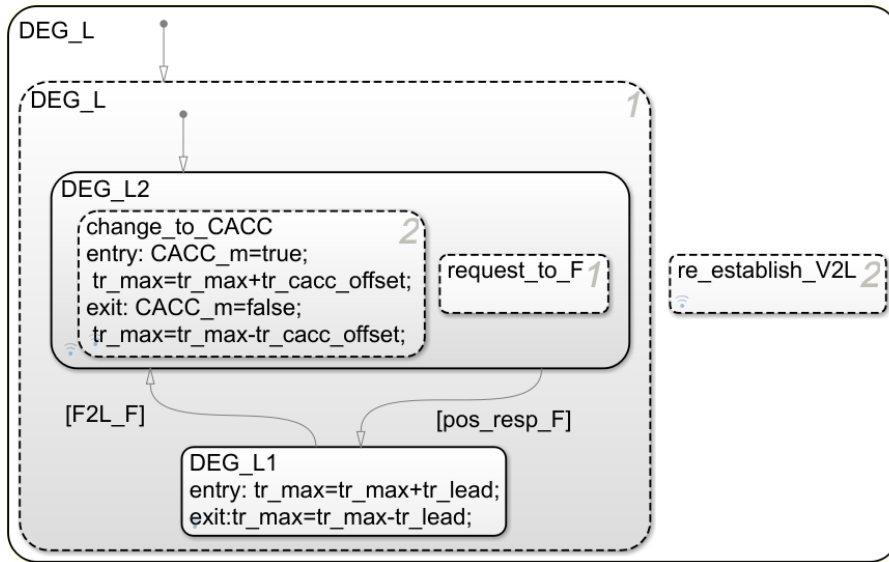 DEG_L
DEG_L
1
DEG_L2
change_to_CACC
2
entry: CACC_m=true;
tr_max=tr_max+tr_cacc_offset;
exit: CACC_m=false;
tr_max=tr_max-tr_cacc_offset;
request_to_F
1
re_establish_V2L
2
[F2L_F]
[pos_resp_F]
DEG_L1
entry: tr_max=tr_max+tr_lead;
exit:tr_max=tr_max-tr_lead;